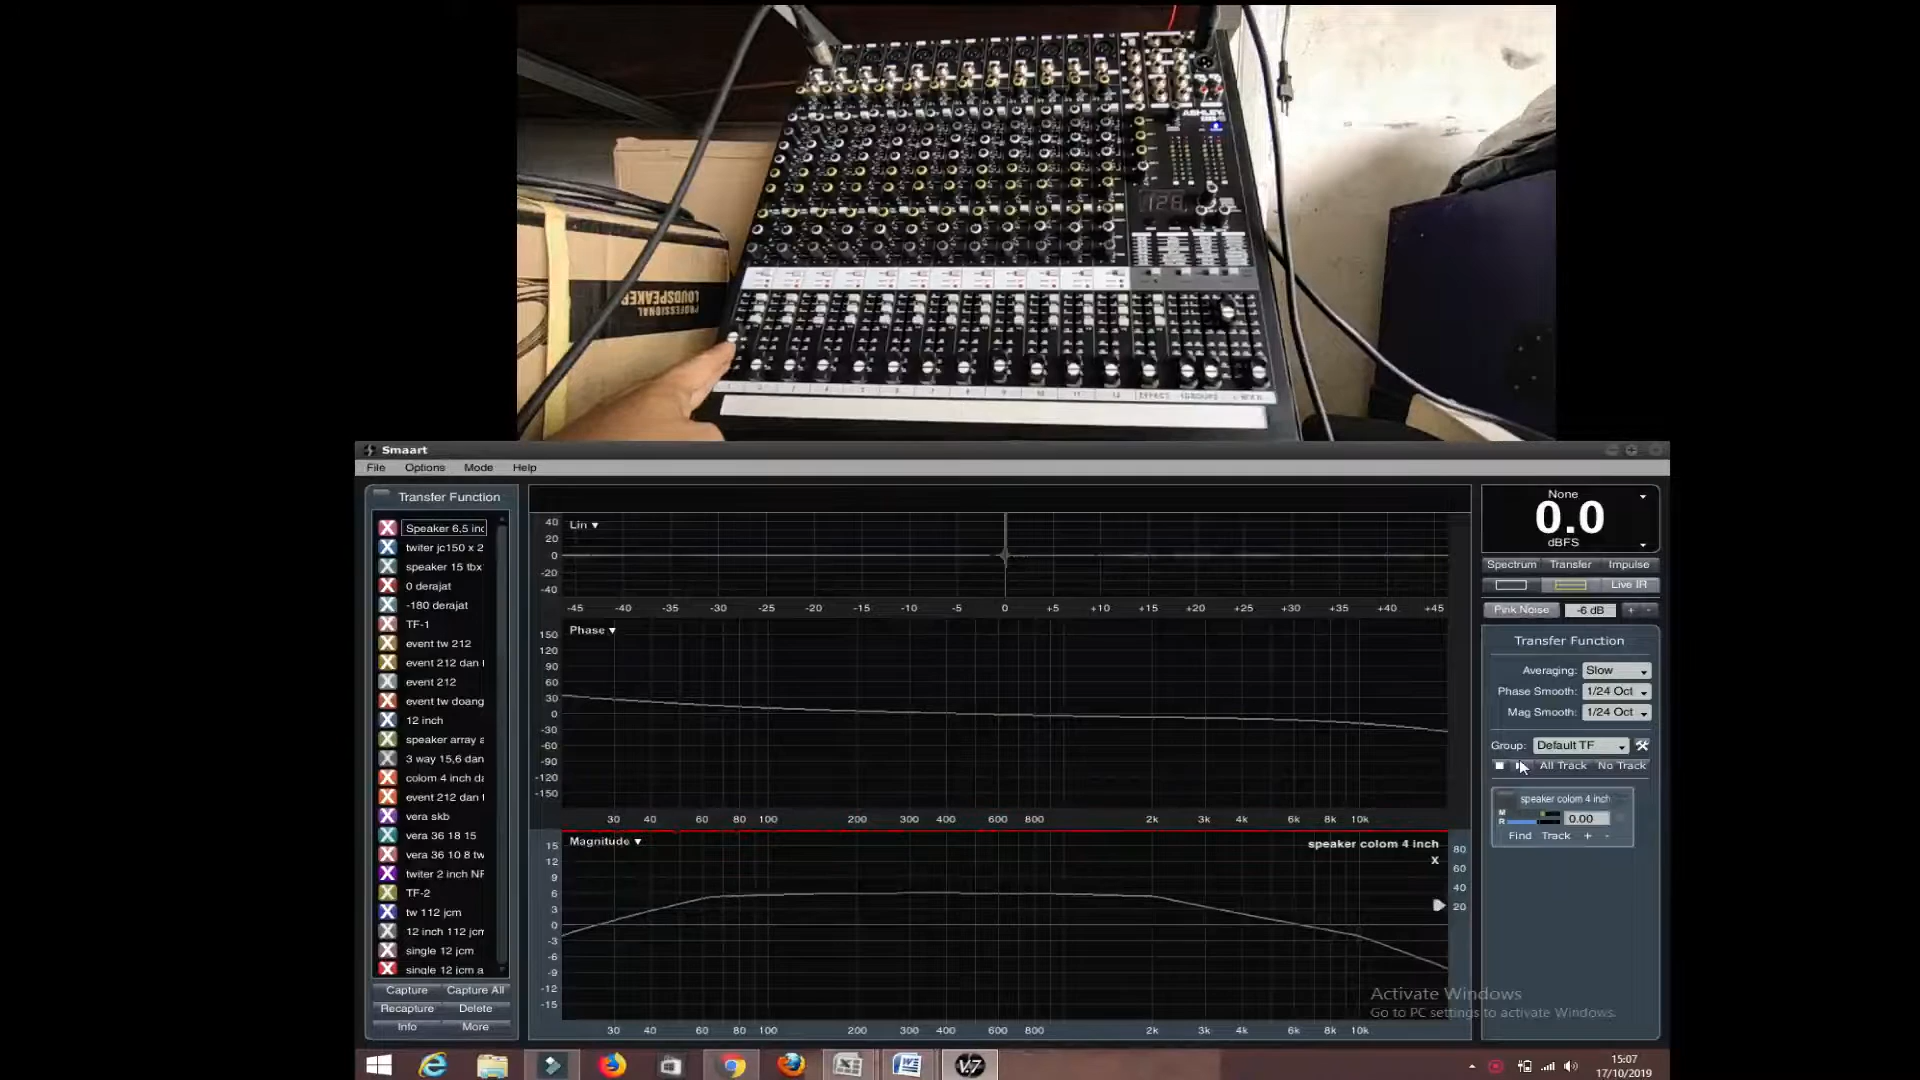 128
PROFESSIONAL
LOUDSPEAKER
Smaart
File Options Mode Help
Transfer Function
Speaker 6,5 inc
twiter jc150 x 2
speaker 15 tbx
0 derajat
-180 derajat
TF-1
event tw 212
event 212 dan t
event 212
event tw doang
12 inch
speaker array a
3 way 15,6 dan
colom 4 inch da
event 212 dan t
vera skb
vera 36 18 15
vera 36 10 8 tw
twiter 2 inch NF
TF-2
tw 112 jcm
12 inch 112 jcm
single 12 jcm
single 12 jcm a
Capture Capture All
Recapture Delete
Info More
Lin
40
20
0
-20
-40
-45 -40 -35 -30 -25 -20 -15 -10 -5 0 +5 +10 +15 +20 +25 +30 +35 +40 +45
Phase
150
120
90
60
30
0
-30
-60
-90
-120
-150
30 40 60 80 100 200 300 400 600 800 2k 3k 4k 6k 8k 10k
Magnitude
speaker colom 4 inch
X
15
12
9
6
3
0
-3
-6
-9
-12
-15
80
60
40
20
30 40 60 80 100 200 300 400 600 800 2k 3k 4k 6k 8k 10k
None
0.0
dBFS
Spectrum Transfer Impulse
Live IR
Pink Noise -6 dB + -
Transfer Function
Averaging: Slow
Phase Smooth: 1/24 Oct
Mag Smooth: 1/24 Oct
Group: Default TF
All Track No Track
speaker colom 4 inch
M
R
0.00
Find Track + -
Activate Windows
Go to PC settings to activate Windows.
V.7
15:07
17/10/2019